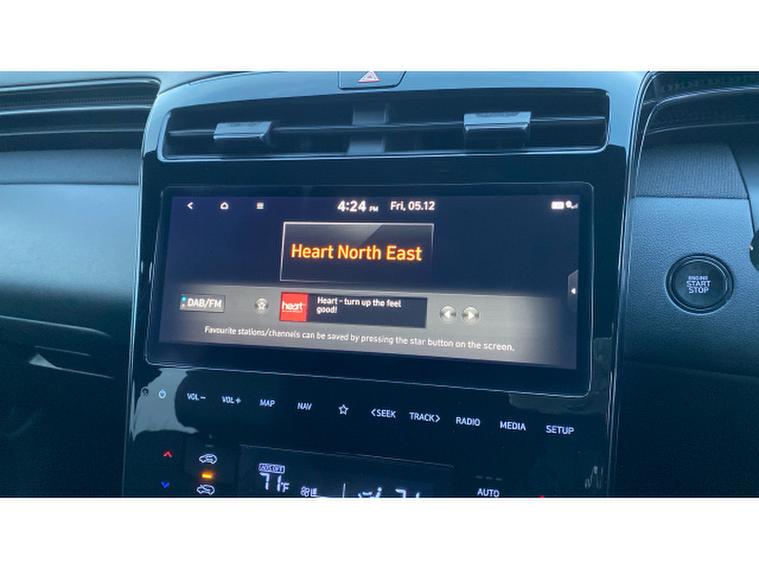 4:24 PM Fri, 05.12
Heart North East
DAB/FM
heart
Heart - turn up the feel
good!
Favourite stations/channels can be saved by pressing the star button on the screen.
ENGINE
START
STOP
VOL- VOL+ MAP NAV <SEEK TRACK> RADIO MEDIA SETUP
ADS OFF
71°F
AUTO